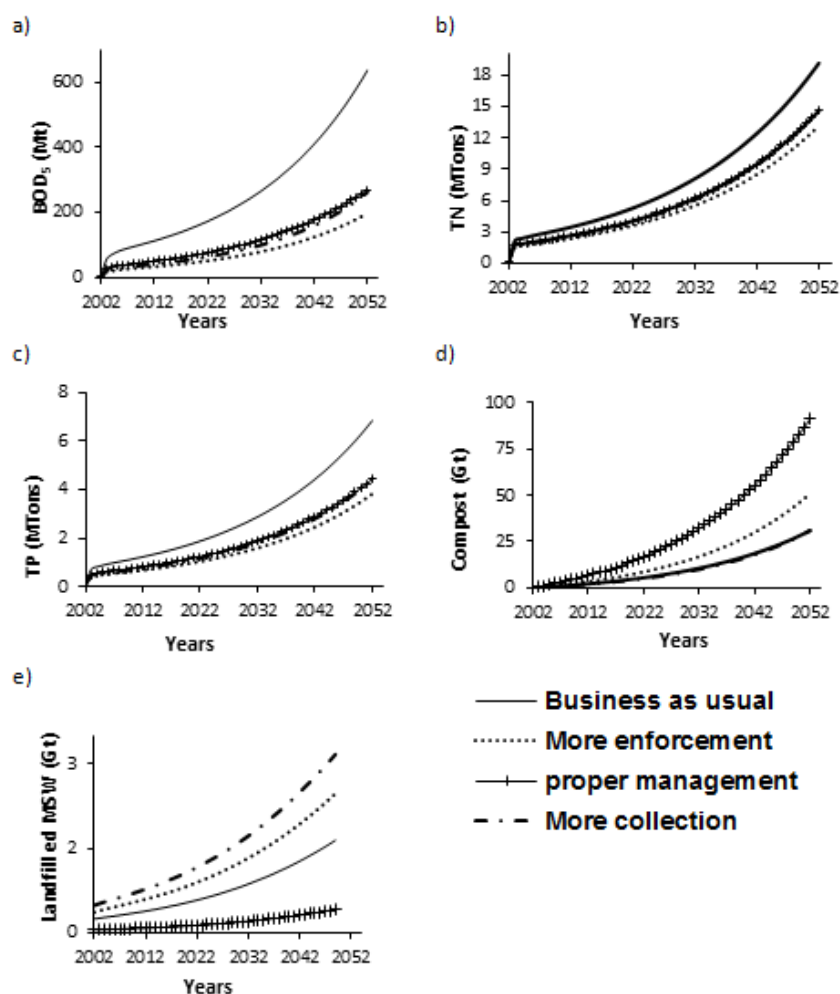 a)
600
400
200
0
BOD₅ (Mt)
2002 2012 2022 2032 2042 2052
Years
b)
18
15
12
9
6
3
0
TN (MTons)
2002 2012 2022 2032 2042 2052
Years
c)
8
6
4
2
0
TP (MTons)
2002 2012 2022 2032 2042 2052
Years
d)
100
75
50
25
0
Compost (Gt)
2002 2012 2022 2032 2042 2052
Years
e)
3
2
0
Landfilled MSW (Gt)
2002 2012 2022 2032 2042 2052
Years
Business as usual
More enforcement
proper management
More collection